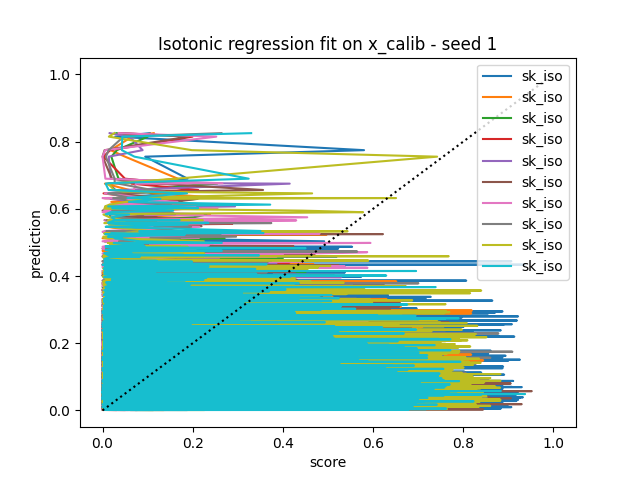 Isotonic regression fit on x_calib - seed 1
prediction
1.0
0.8
0.6
0.4
0.2
0.0
sk_iso
sk_iso
sk_iso
sk_iso
sk_iso
sk_iso
sk_iso
sk_iso
sk_iso
sk_iso
0.0 0.2 0.4 0.6 0.8 1.0
score